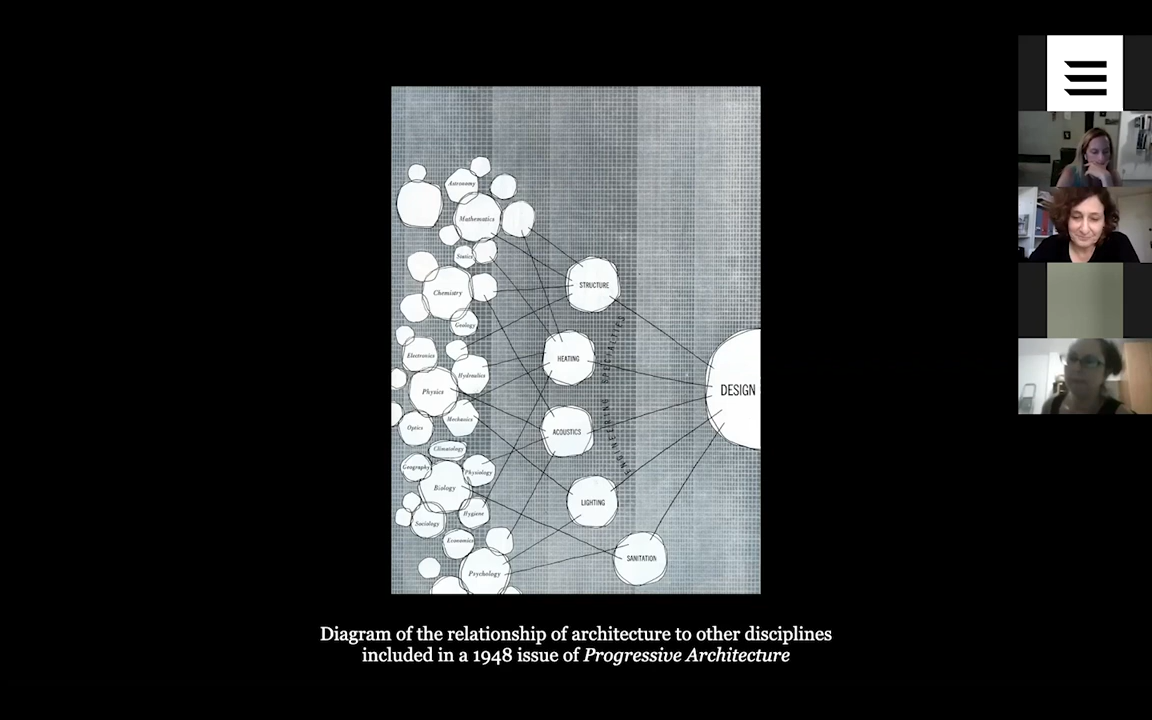 Astronomy
Mathematics
Statics
Chemistry
Geology
Electronics
Hydraulics
Physics
Mechanics
Optics
Climatology
Geography
Physiology
Biology
Hygiene
Sociology
Economics
Psychology
STRUCTURE
HEATING
ACOUSTICS
LIGHTING
SANITATION
ENGINEERING SPECIALTIES
DESIGN
Diagram of the relationship of architecture to other disciplines
included in a 1948 issue of Progressive Architecture